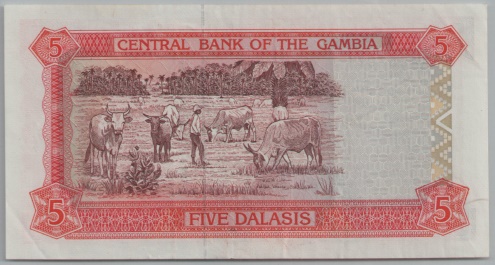 5 CENTRAL BANK OF THE GAMBIA 5
5 FIVE DALASIS 5